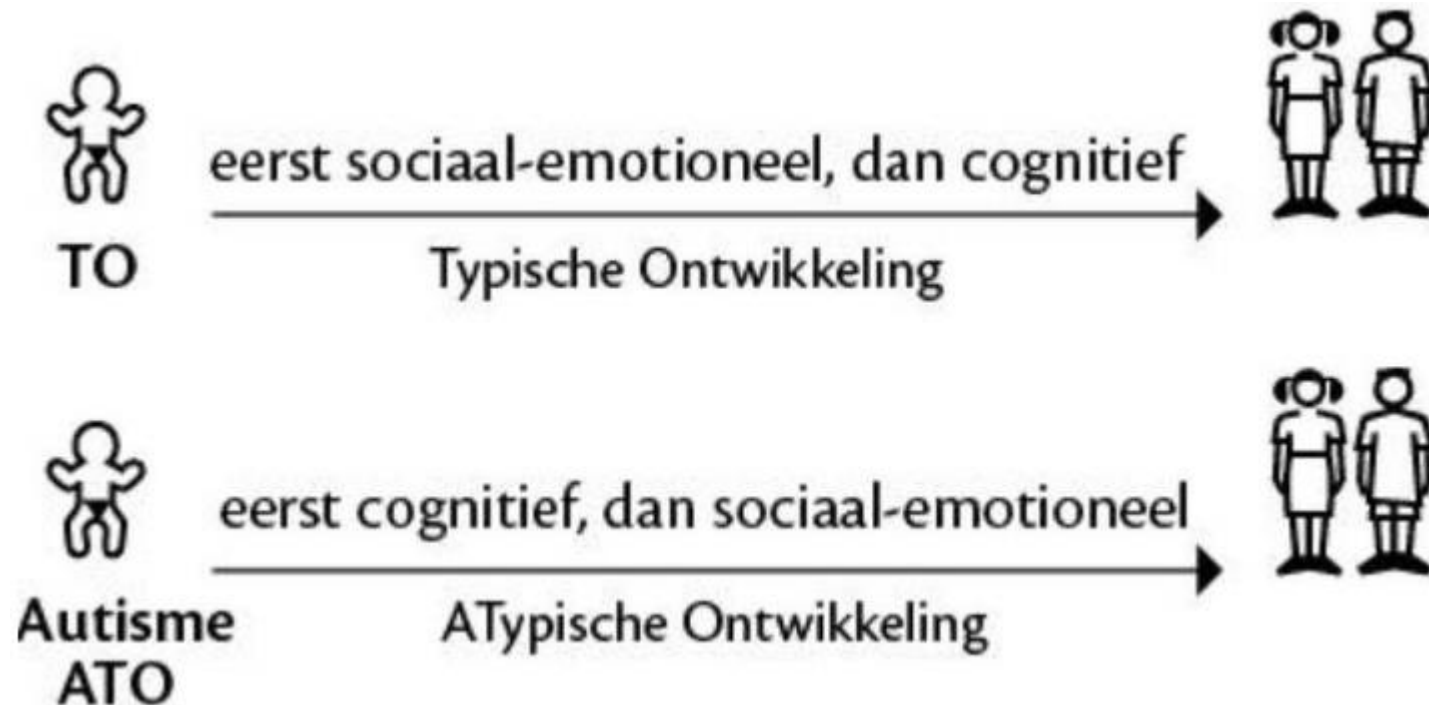 eerst sociaal-emotioneel, dan cognitief
TO
Typische Ontwikkeling
eerst cognitief, dan sociaal-emotioneel
Autisme
ATO
ATypische Ontwikkeling